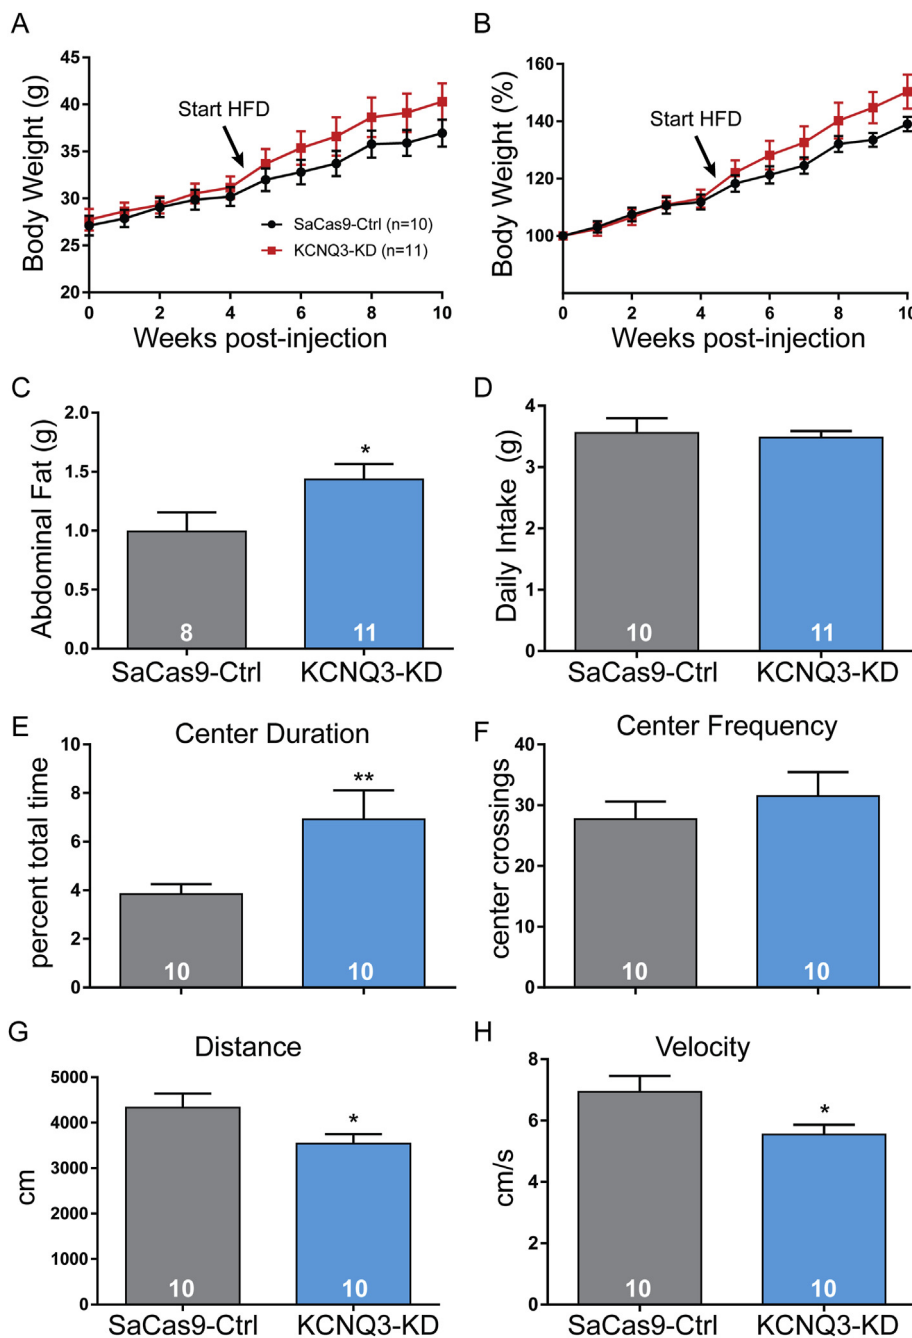 A
Body Weight (g)
45
40
35
30
25
20
Start HFD
SaCas9-Ctrl (n=10)
KCNQ3-KD (n=11)
0 2 4 6 8 10
Weeks post-injection
B
Body Weight (%)
160
140
120
100
Start HFD
0 2 4 6 8 10
Weeks post-injection
C
Abdominal Fat (g)
2.0
1.5
1.0
0.5
0.0
*
8 11
SaCas9-Ctrl KCNQ3-KD
D
Daily Intake (g)
4
3
2
1
0
10 11
SaCas9-Ctrl KCNQ3-KD
E
Center Duration
percent total time
10
8
6
4
2
0
**
10 10
F
Center Frequency
center crossings
40
30
20
10
0
10 10
G
Distance
cm
5000
4000
3000
2000
1000
0
*
10 10
SaCas9-Ctrl KCNQ3-KD
H
Velocity
cm/s
8
6
4
2
0
*
10 10
SaCas9-Ctrl KCNQ3-KD